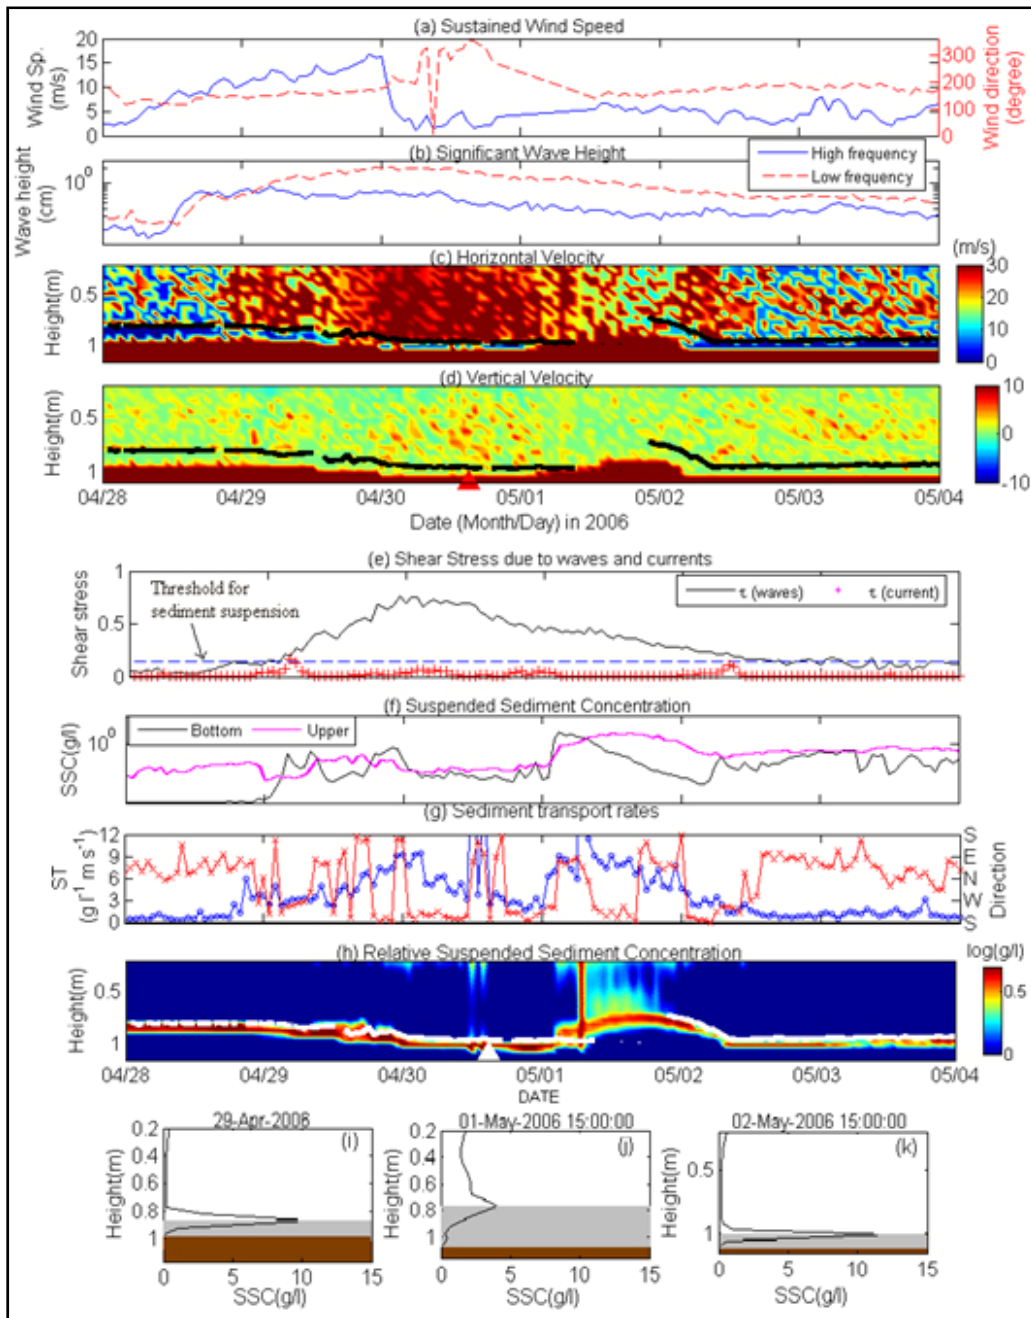 (a) Sustained Wind Speed
Wind Sp.
(m/s)
20
15
10
5
0
300
200
100
0
Wind direction
(degree)
(b) Significant Wave Height
Wave height
(cm)
10⁰
High frequency
Low frequency
(c) Horizontal Velocity
Height(m)
0.5
1
(m/s)
30
20
10
0
(d) Vertical Velocity
Height(m)
0.5
1
10
0
-10
04/28 04/29 04/30 05/01 05/02 05/03 05/04
Date (Month/Day) in 2006
(e) Shear Stress due to waves and currents
Shear stress
1
0.5
0
Threshold for
sediment suspension
τ (waves) τ (current)
(f) Suspended Sediment Concentration
SSC(g/l)
10⁰
Bottom Upper
(g) Sediment transport rates
ST
(g l⁻¹ m s⁻¹)
12
9
6
3
0
S
E
N
W
S
Direction
(h) Relative Suspended Sediment Concentration
Height(m)
0.5
1
log(g/l)
0.5
0
04/28 04/29 04/30 05/01 05/02 05/03 05/04
DATE
29-Apr-2006
(i)
Height(m)
0.2
0.4
0.6
0.8
1
0 5 10 15
SSC(g/l)
01-May-2006 15:00:00
(j)
Height(m)
0.2
0.4
0.6
0.8
1
0 5 10 15
SSC(g/l)
02-May-2006 15:00:00
(k)
Height(m)
0.5
1
0 5 10 15
SSC(g/l)